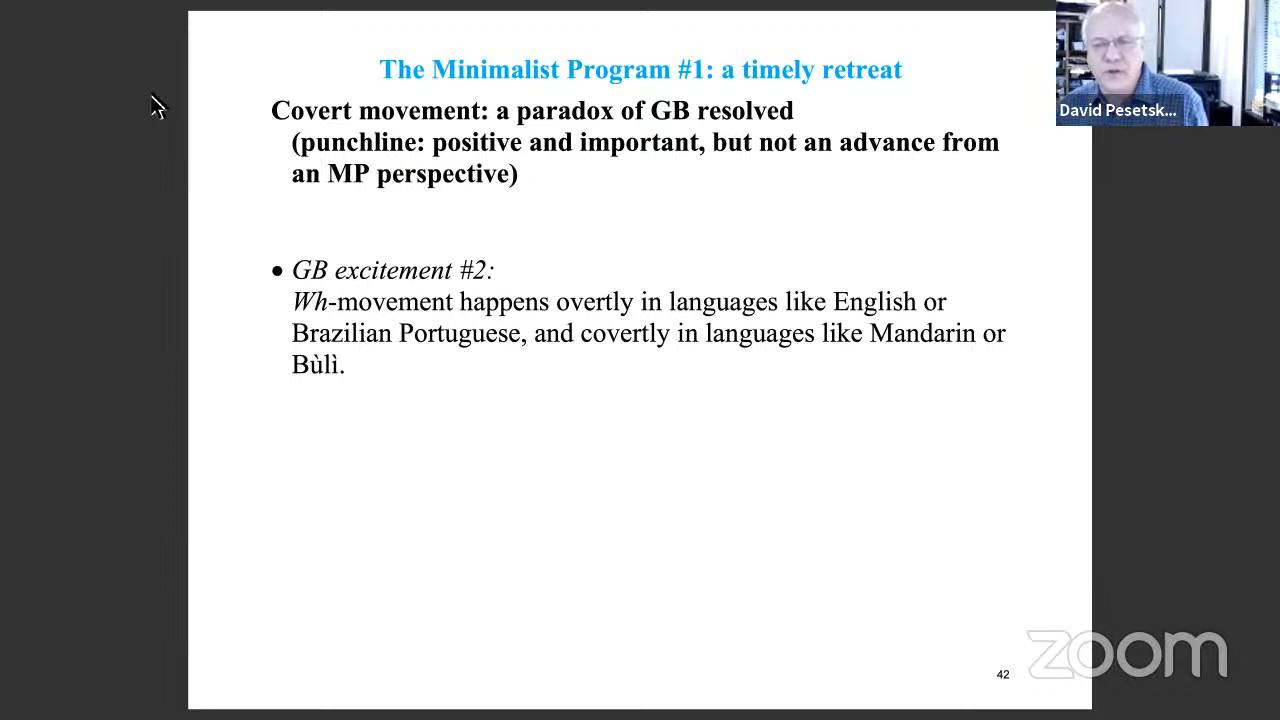 The Minimalist Program #1: a timely retreat
Covert movement: a paradox of GB resolved
(punchline: positive and important, but not an advance from
an MP perspective)
• GB excitement #2:
Wh-movement happens overtly in languages like English or
Brazilian Portuguese, and covertly in languages like Mandarin or
Bùlì.
42
David Pesetsk...
zoom